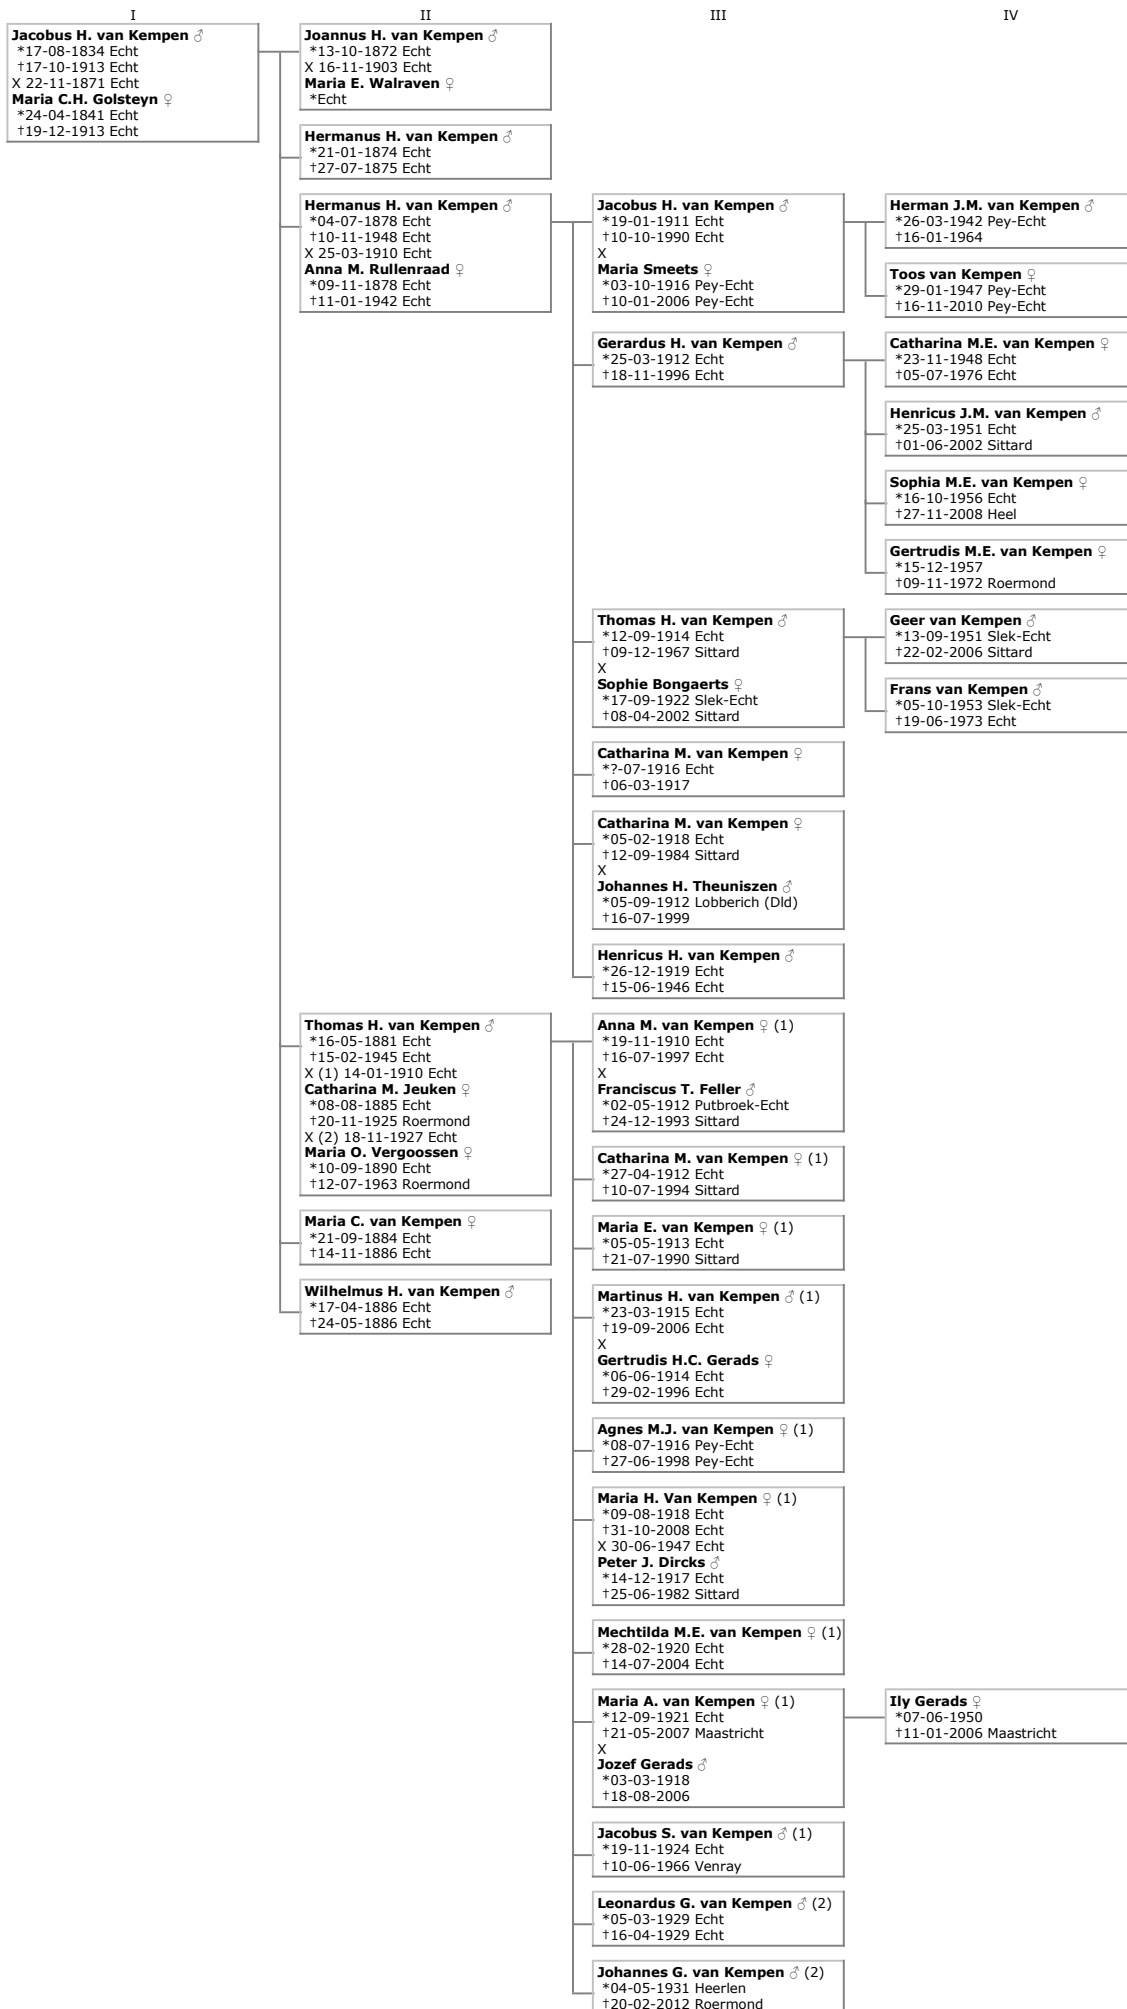 I
II
III
IV
Jacobus H. van Kempen ♂
*17-08-1834 Echt
†17-10-1913 Echt
X 22-11-1871 Echt
Maria C.H. Golsteyn ♀
*24-04-1841 Echt
†19-12-1913 Echt
Joannus H. van Kempen ♂
*13-10-1872 Echt
X 16-11-1903 Echt
Maria E. Walraven ♀
*Echt
Hermanus H. van Kempen ♂
*21-01-1874 Echt
†27-07-1875 Echt
Hermanus H. van Kempen ♂
*04-07-1878 Echt
†10-11-1948 Echt
X 25-03-1910 Echt
Anna M. Rullenraad ♀
*09-11-1878 Echt
†11-01-1942 Echt
Jacobus H. van Kempen ♂
*19-01-1911 Echt
†10-10-1990 Echt
X
Maria Smeets ♀
*03-10-1916 Pey-Echt
†10-01-2006 Pey-Echt
Herman J.M. van Kempen ♂
*26-03-1942 Pey-Echt
†16-01-1964
Toos van Kempen ♀
*29-01-1947 Pey-Echt
†16-11-2010 Pey-Echt
Gerardus H. van Kempen ♂
*25-03-1912 Echt
†18-11-1996 Echt
Catharina M.E. van Kempen ♀
*23-11-1948 Echt
†05-07-1976 Echt
Henricus J.M. van Kempen ♂
*25-03-1951 Echt
†01-06-2002 Sittard
Sophia M.E. van Kempen ♀
*16-10-1956 Echt
†27-11-2008 Heel
Gertrudis M.E. van Kempen ♀
*15-12-1957
†09-11-1972 Roermond
Thomas H. van Kempen ♂
*12-09-1914 Echt
†09-12-1967 Sittard
X
Sophie Bongaerts ♀
*17-09-1922 Slek-Echt
†08-04-2002 Sittard
Geer van Kempen ♂
*13-09-1951 Slek-Echt
†22-02-2006 Sittard
Frans van Kempen ♂
*05-10-1953 Slek-Echt
†19-06-1973 Echt
Catharina M. van Kempen ♀
*?-07-1916 Echt
†06-03-1917
Catharina M. van Kempen ♀
*05-02-1918 Echt
†12-09-1984 Sittard
X
Johannes H. Theuniszen ♂
*05-09-1912 Lobberich (Dld)
†16-07-1999
Henricus H. van Kempen ♂
*26-12-1919 Echt
†15-06-1946 Echt
Thomas H. van Kempen ♂
*16-05-1881 Echt
†15-02-1945 Echt
X (1) 14-01-1910 Echt
Catharina M. Jeuken ♀
*08-08-1885 Echt
†20-11-1925 Roermond
X (2) 18-11-1927 Echt
Maria O. Vergoossen ♀
*10-09-1890 Echt
†12-07-1963 Roermond
Maria C. van Kempen ♀
*21-09-1884 Echt
†14-11-1886 Echt
Wilhelmus H. van Kempen ♂
*17-04-1886 Echt
†24-05-1886 Echt
Anna M. van Kempen ♀ (1)
*19-11-1910 Echt
†16-07-1997 Echt
X
Franciscus T. Feller ♂
*02-05-1912 Putbroek-Echt
†24-12-1993 Sittard
Catharina M. van Kempen ♀ (1)
*27-04-1912 Echt
†10-07-1994 Sittard
Maria E. van Kempen ♀ (1)
*05-05-1913 Echt
†21-07-1990 Sittard
Martinus H. van Kempen ♂ (1)
*23-03-1915 Echt
†19-09-2006 Echt
X
Gertrudis H.C. Gerads ♀
*06-06-1914 Echt
†29-02-1996 Echt
Agnes M.J. van Kempen ♀ (1)
*08-07-1916 Pey-Echt
†27-06-1998 Pey-Echt
Maria H. Van Kempen ♀ (1)
*09-08-1918 Echt
†31-10-2008 Echt
X 30-06-1947 Echt
Peter J. Dircks ♂
*14-12-1917 Echt
†25-06-1982 Sittard
Mechtilda M.E. van Kempen ♀ (1)
*28-02-1920 Echt
†14-07-2004 Echt
Maria A. van Kempen ♀ (1)
*12-09-1921 Echt
†21-05-2007 Maastricht
X
Jozef Gerads ♂
*03-03-1918
†18-08-2006
Ily Gerads ♀
*07-06-1950
†11-01-2006 Maastricht
Jacobus S. van Kempen ♂ (1)
*19-11-1924 Echt
†10-06-1966 Venray
Leonardus G. van Kempen ♂ (2)
*05-03-1929 Echt
†16-04-1929 Echt
Johannes G. van Kempen ♂ (2)
*04-05-1931 Heerlen
†20-02-2012 Roermond